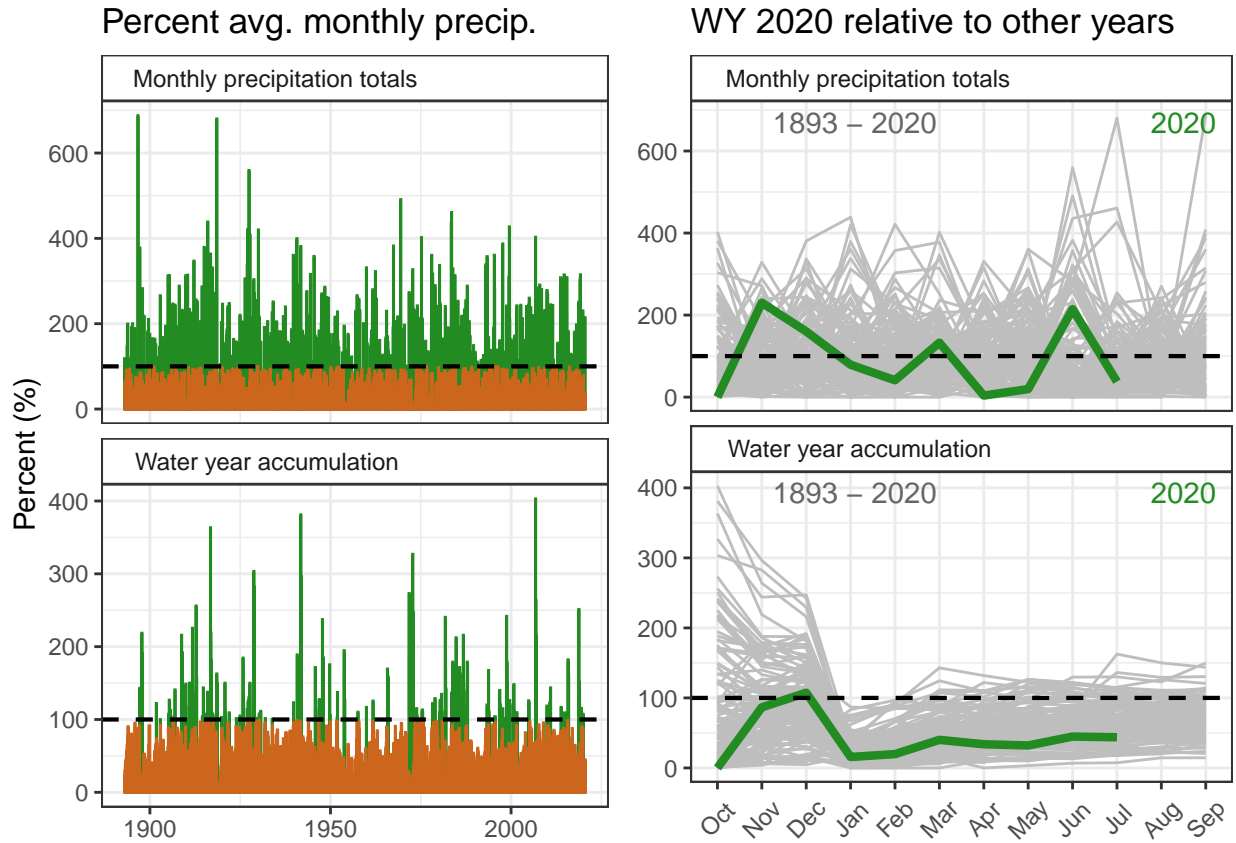 Percent avg. monthly precip.
WY 2020 relative to other years
Percent (%)
Monthly precipitation totals
600
400
200
0
Water year accumulation
400
300
200
100
0
1900
1950
2000
Monthly precipitation totals
1893 – 2020
2020
600
400
200
0
Water year accumulation
1893 – 2020
2020
400
300
200
100
0
Oct
Nov
Dec
Jan
Feb
Mar
Apr
May
Jun
Jul
Aug
Sep